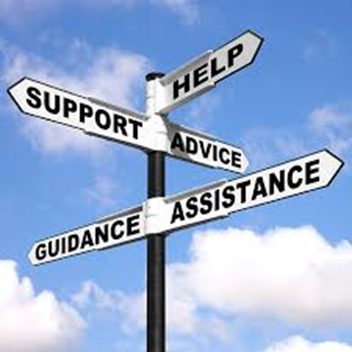 HELP
SUPPORT
ADVICE
ASSISTANCE
GUIDANCE